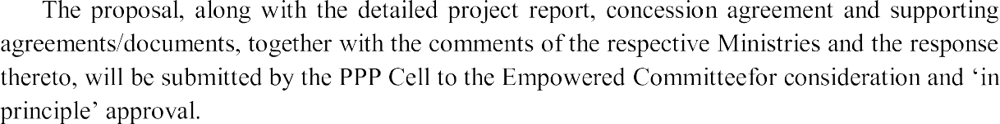 The proposal, along with the detailed project report, concession agreement and supporting
agreements/documents, together with the comments of the respective Ministries and the response
thereto, will be submitted by the PPP Cell to the Empowered Committeefor consideration and ‘in
principle’ approval.